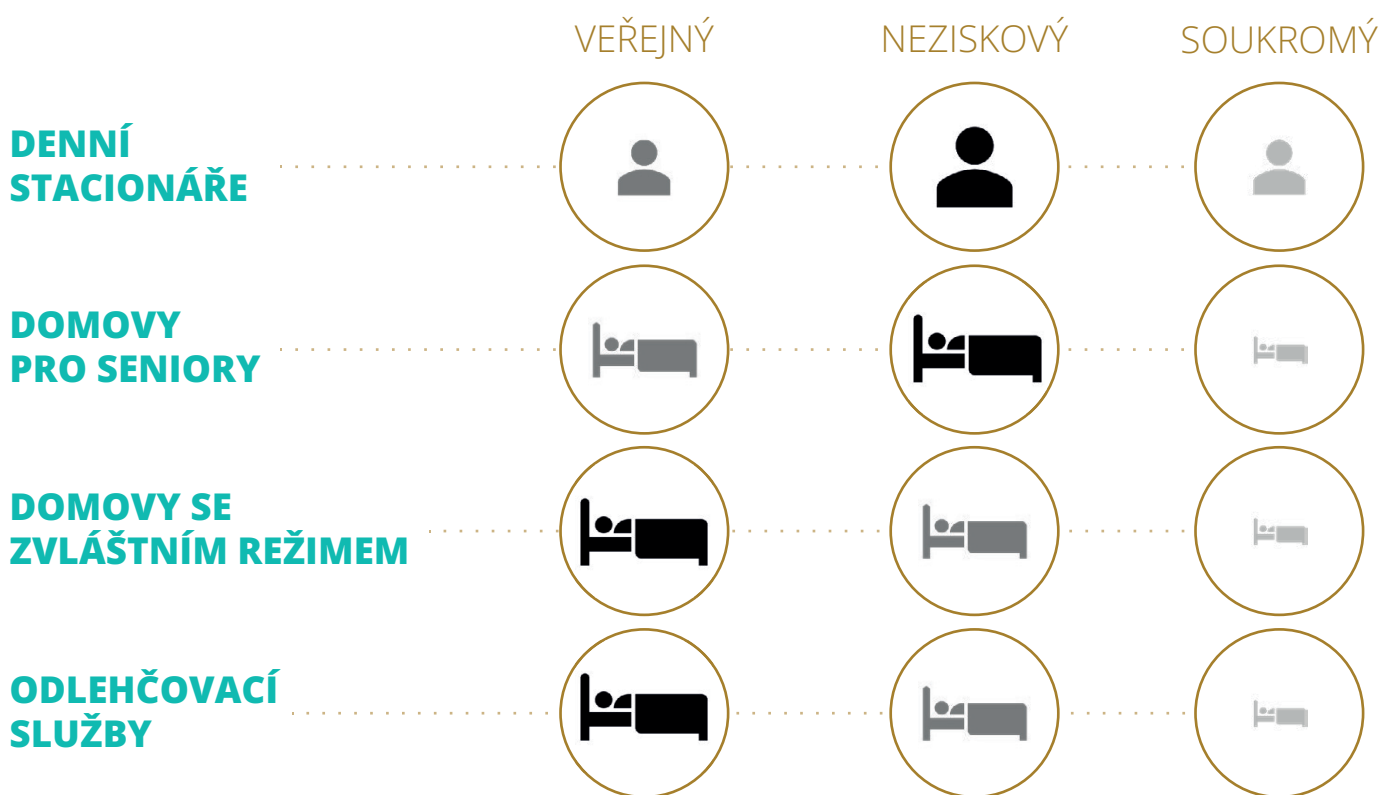 VEŘEJNÝ NEZISKOVÝ SOUKROMÝ
DENNÍ
STACIONÁŘE
DOMOVY
PRO SENIORY
DOMOVY SE
ZVLÁŠTNÍM REŽIMEM
ODLEHČOVACÍ
SLUŽBY